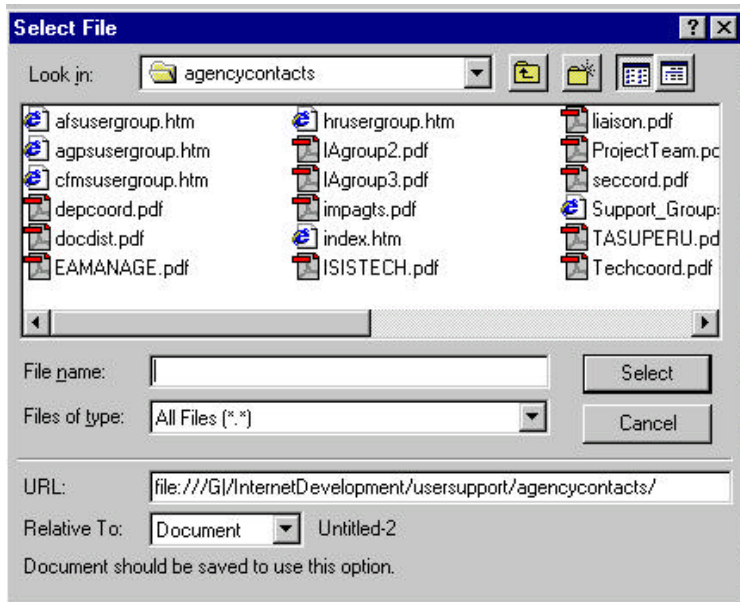 Select File
Look in: agencycontacts
afsusergroup.htm
agpsusergroup.htm
cfmsusergroup.htm
depcoord.pdf
docdist.pdf
EAMANAGE.pdf
hrusergroup.htm
IAgroup2.pdf
IAgroup3.pdf
impagts.pdf
index.htm
ISISTECH.pdf
liaison.pdf
ProjectTeam.pd
seccord.pdf
Support_Group
TASUPERU.pd
Techcoord.pdf
File name: Select
Files of type: All Files (*.*) Cancel
URL: file:///G|/InternetDevelopment/usersupport/agencycontacts/
Relative To: Document Untitled-2
Document should be saved to use this option.